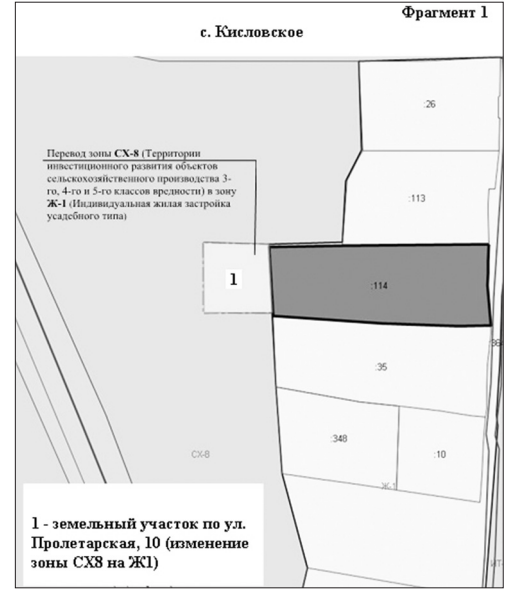 Фрагмент 1
с. Кисловское
:26
Перевод зоны СХ-8 (Территории
инвестиционного развития объектов
сельскохозяйственного производства 3-
го, 4-го и 5-го классов вредности) в зону
Ж-1 (Индивидуальная жилая застройка
усадебного типа)
:113
1
:114
36
:35
:348
:10
СХ-8
Ж-1
1 - земельный участок по ул.
Пролетарская, 10 (изменение
зоны СХ8 на Ж1)